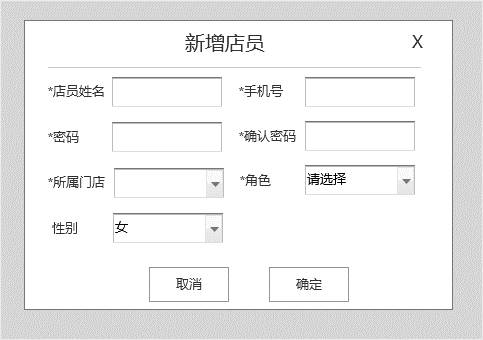 新增店员 X
*店员姓名 *手机号
*密码 *确认密码
*所属门店 *角色 请选择
性别 女
取消 确定